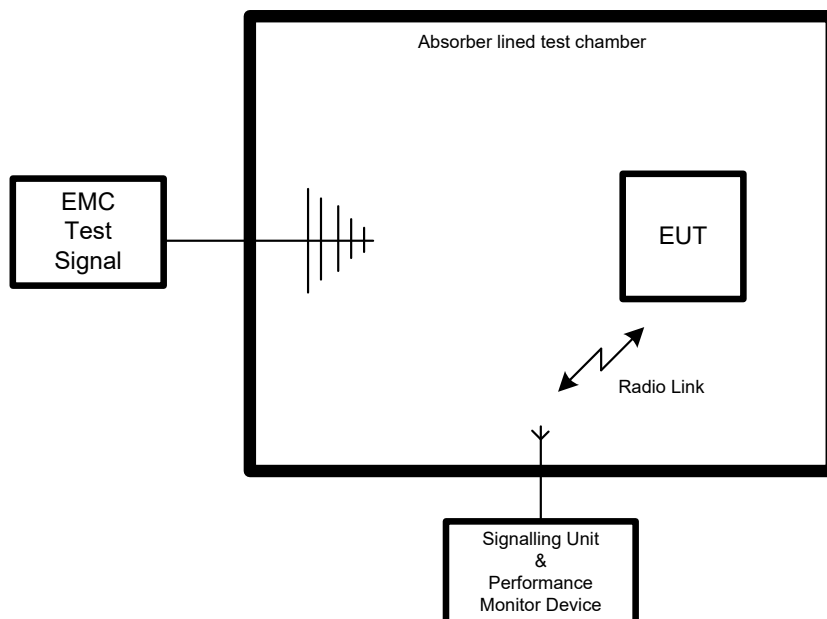 Absorber lined test chamber
EMC
Test
Signal
EUT
Radio Link
Signalling Unit
&
Performance
Monitor Device